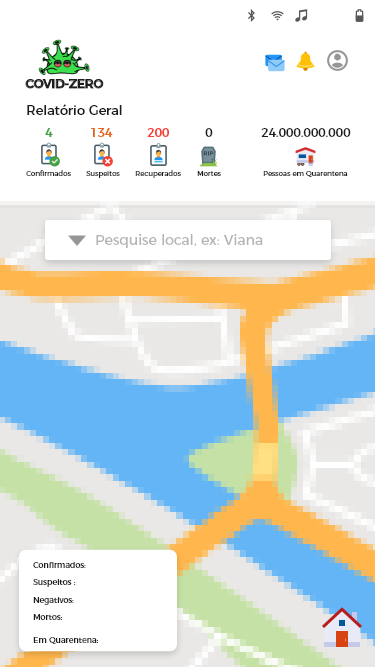 COVID-ZERO
Relatório Geral
4 134 200 0 24.000.000.000
RIP
Confirmados Suspeitos Recuperados Mortes Pessoas em Quarentena
Pesquise local, ex: Viana
Confirmados:
Suspeitos :
Negativos:
Mortos:
Em Quarentena: